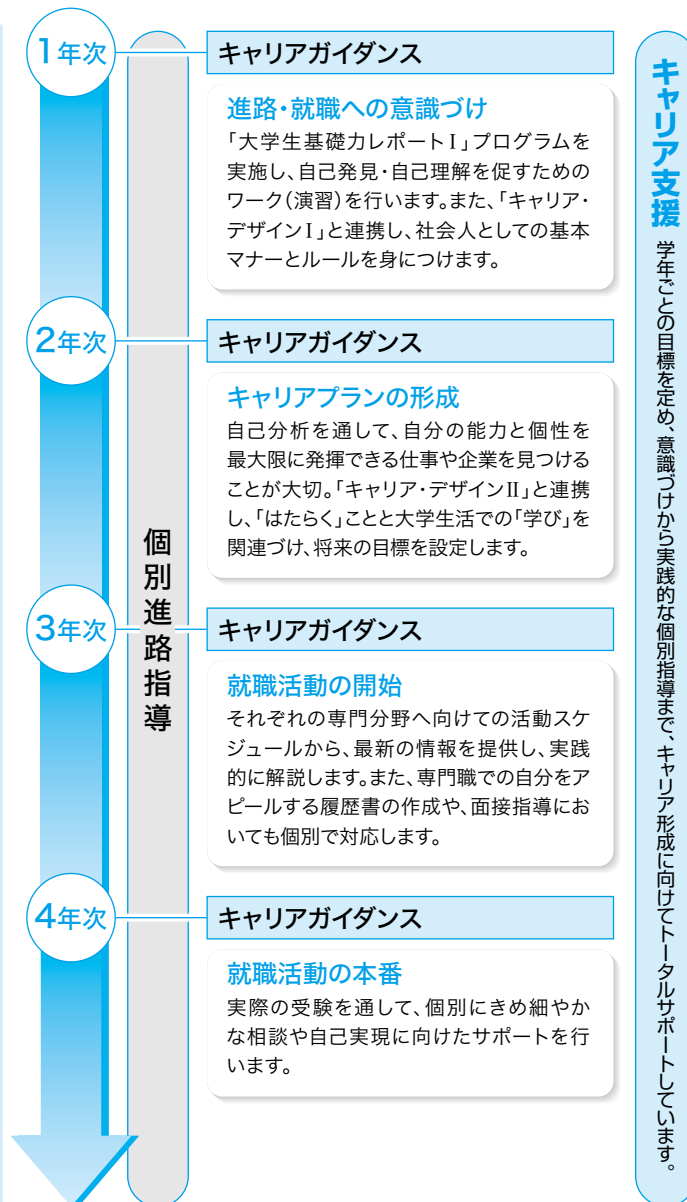 キャリア支援 学年ごとの目標を定め、意識づけから実践的な個別指導まで、キャリア形成に向けてトータルサポートしています。
個別進路指導
1年次
キャリアガイダンス
進路・就職への意識づけ
「大学生基礎力レポートⅠ」プログラムを
実施し、自己発見・自己理解を促すための
ワーク（演習）を行います。また、「キャリア・
デザインⅠ」と連携し、社会人としての基本
マナーとルールを身につけます。
2年次
キャリアガイダンス
キャリアプランの形成
自己分析を通して、自分の能力と個性を
最大限に発揮できる仕事や企業を見つける
ことが大切。「キャリア・デザインⅡ」と連携
し、「はたらく」ことと大学生活での「学び」を
関連づけ、将来の目標を設定します。
3年次
キャリアガイダンス
就職活動の開始
それぞれの専門分野へ向けての活動スケ
ジュールから、最新の情報を提供し、実践
的に解説します。また、専門職での自分をア
ピールする履歴書の作成や、面接指導にお
いても個別で対応します。
4年次
キャリアガイダンス
就職活動の本番
実際の受験を通して、個別にきめ細やか
な相談や自己実現に向けたサポートを行
います。